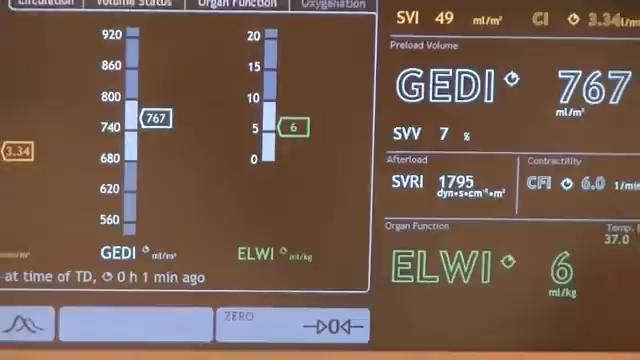 Circulation Volume Status Organ Function Oxygenation
920
860
800
740
680
620
560
767
20
15
10
5
0
6
3.34
GEDI ml/m²
ELWI ml/kg
at time of TD, 0 h 1 min ago
ZERO
→0←
SVI 49 ml/m² CI 3.34
Preload Volume
GEDI 767
ml/m²
SVV 7 %
Afterload
SVRI 1795
dyn•s•cm⁻⁵•m²
Contractility
CFI 6.0 1/min
Organ Function
Temp.
37.0
ELWI 6
ml/kg